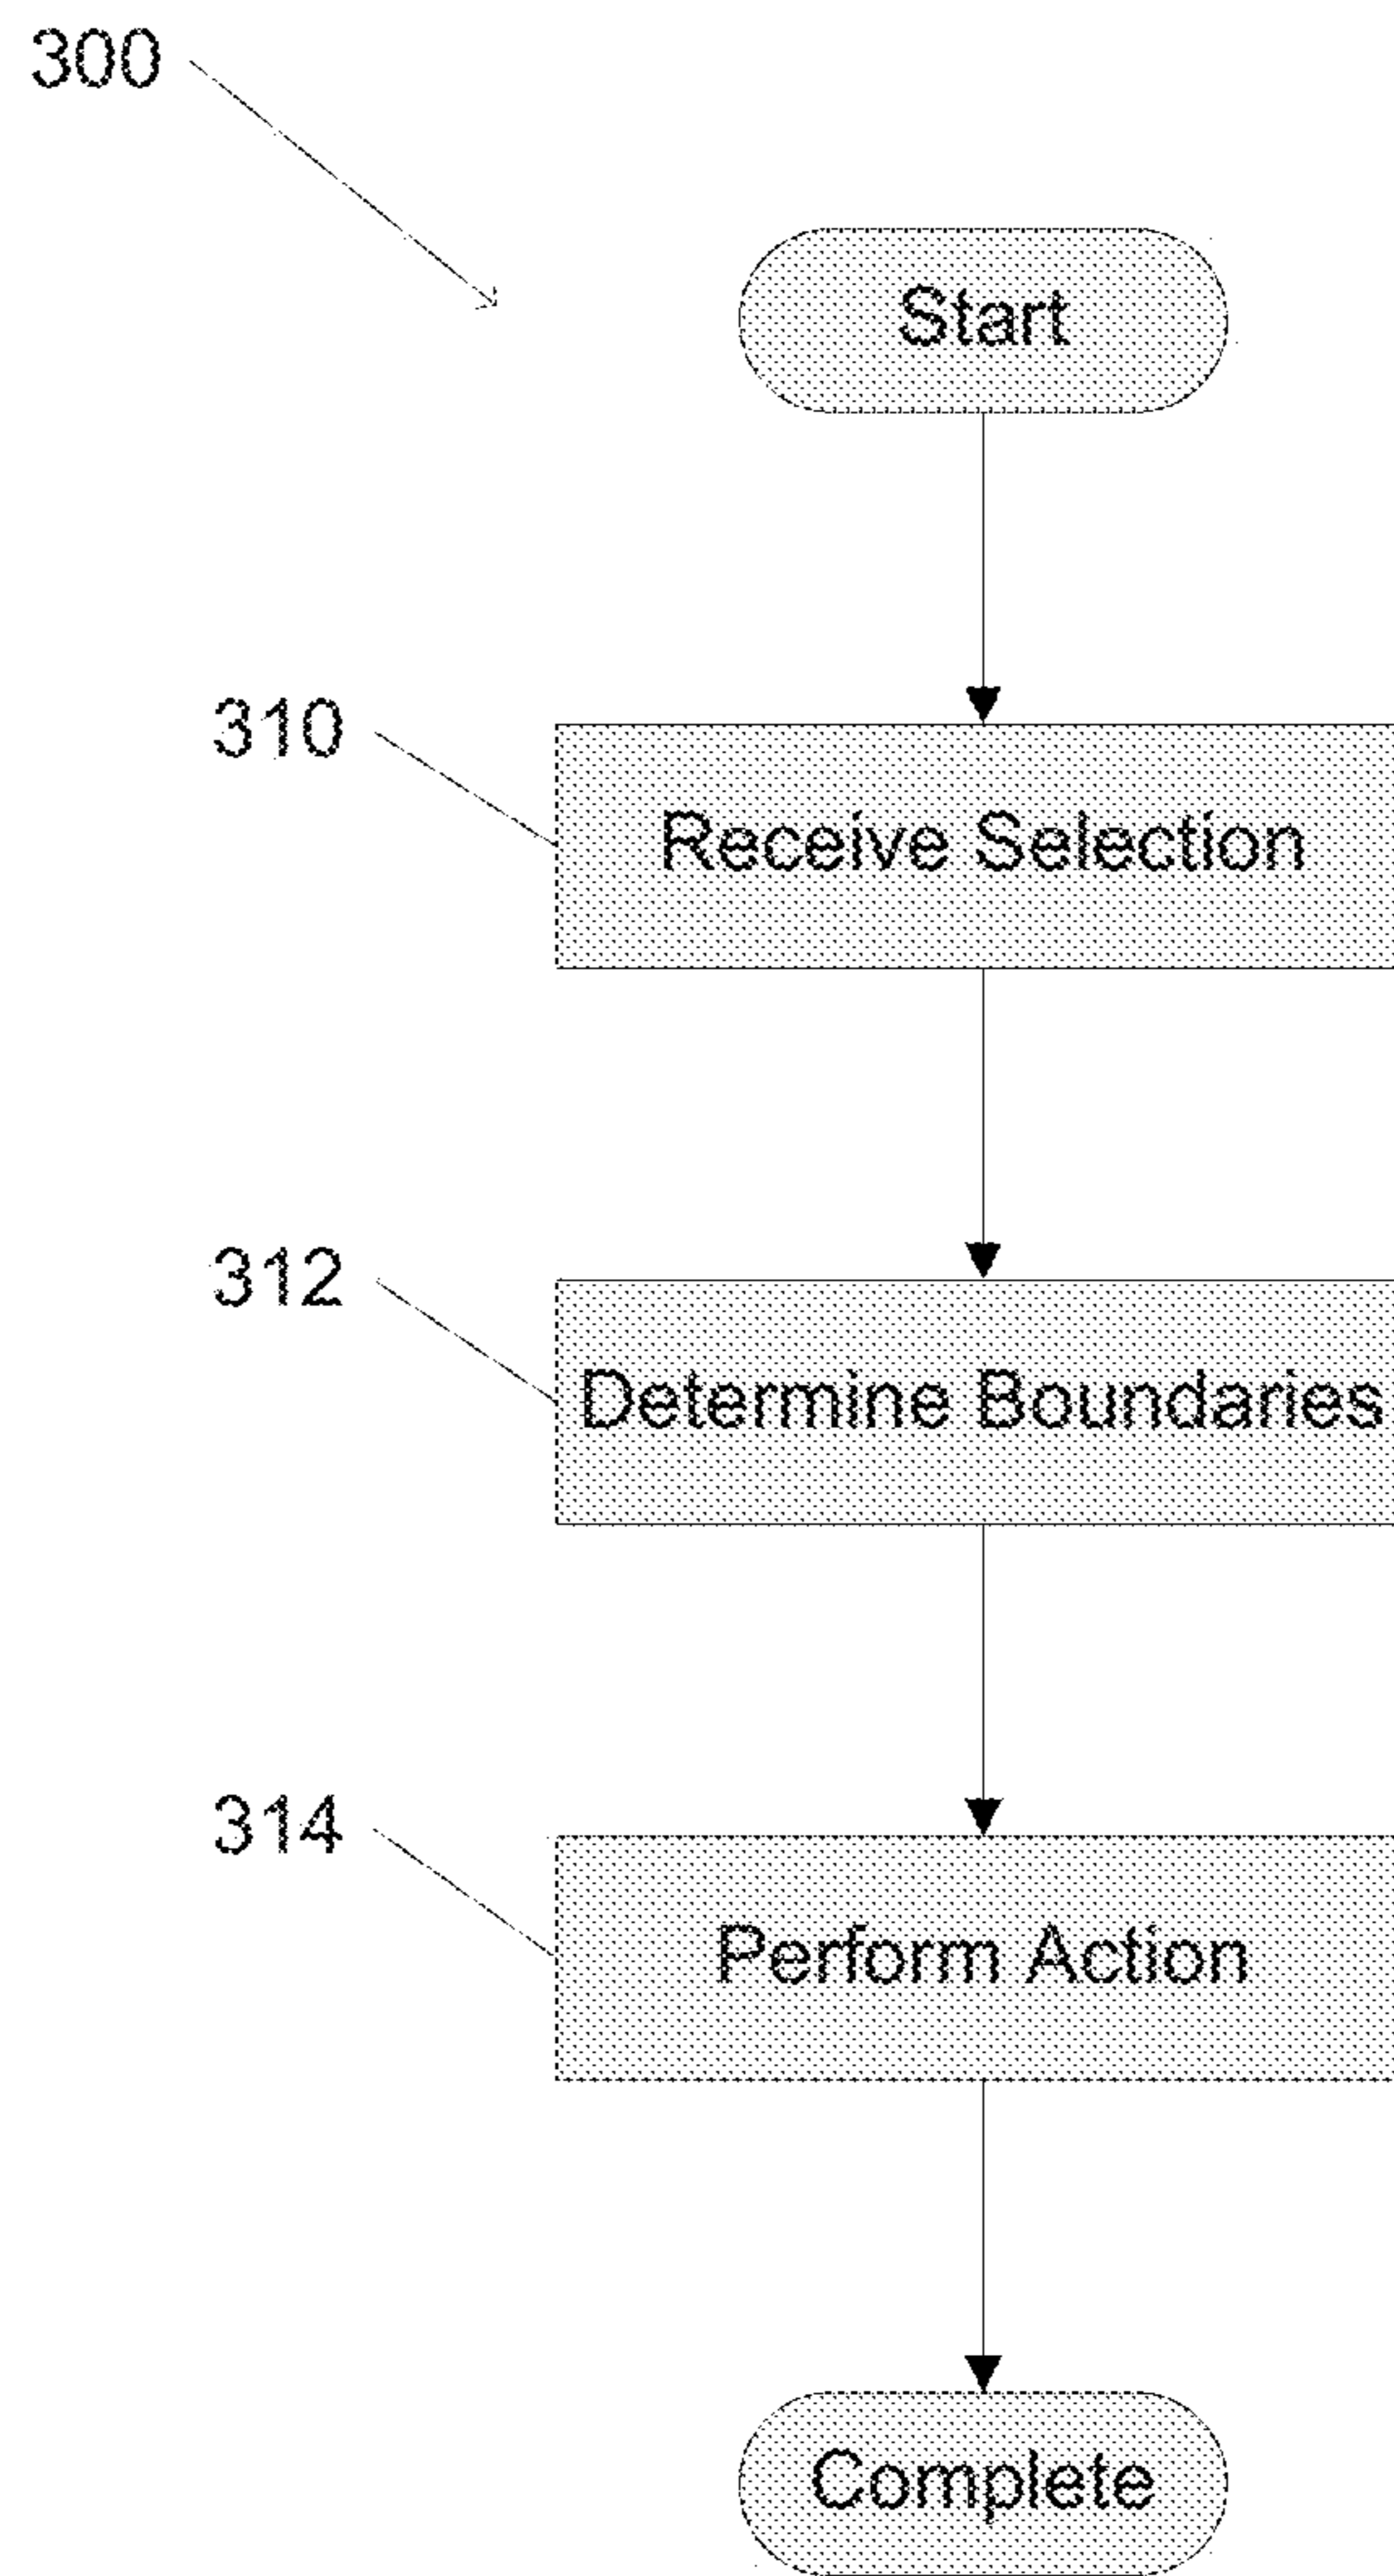 300
Start
310
Receive Selection
312
Determine Boundaries
314
Perform Action
Complete